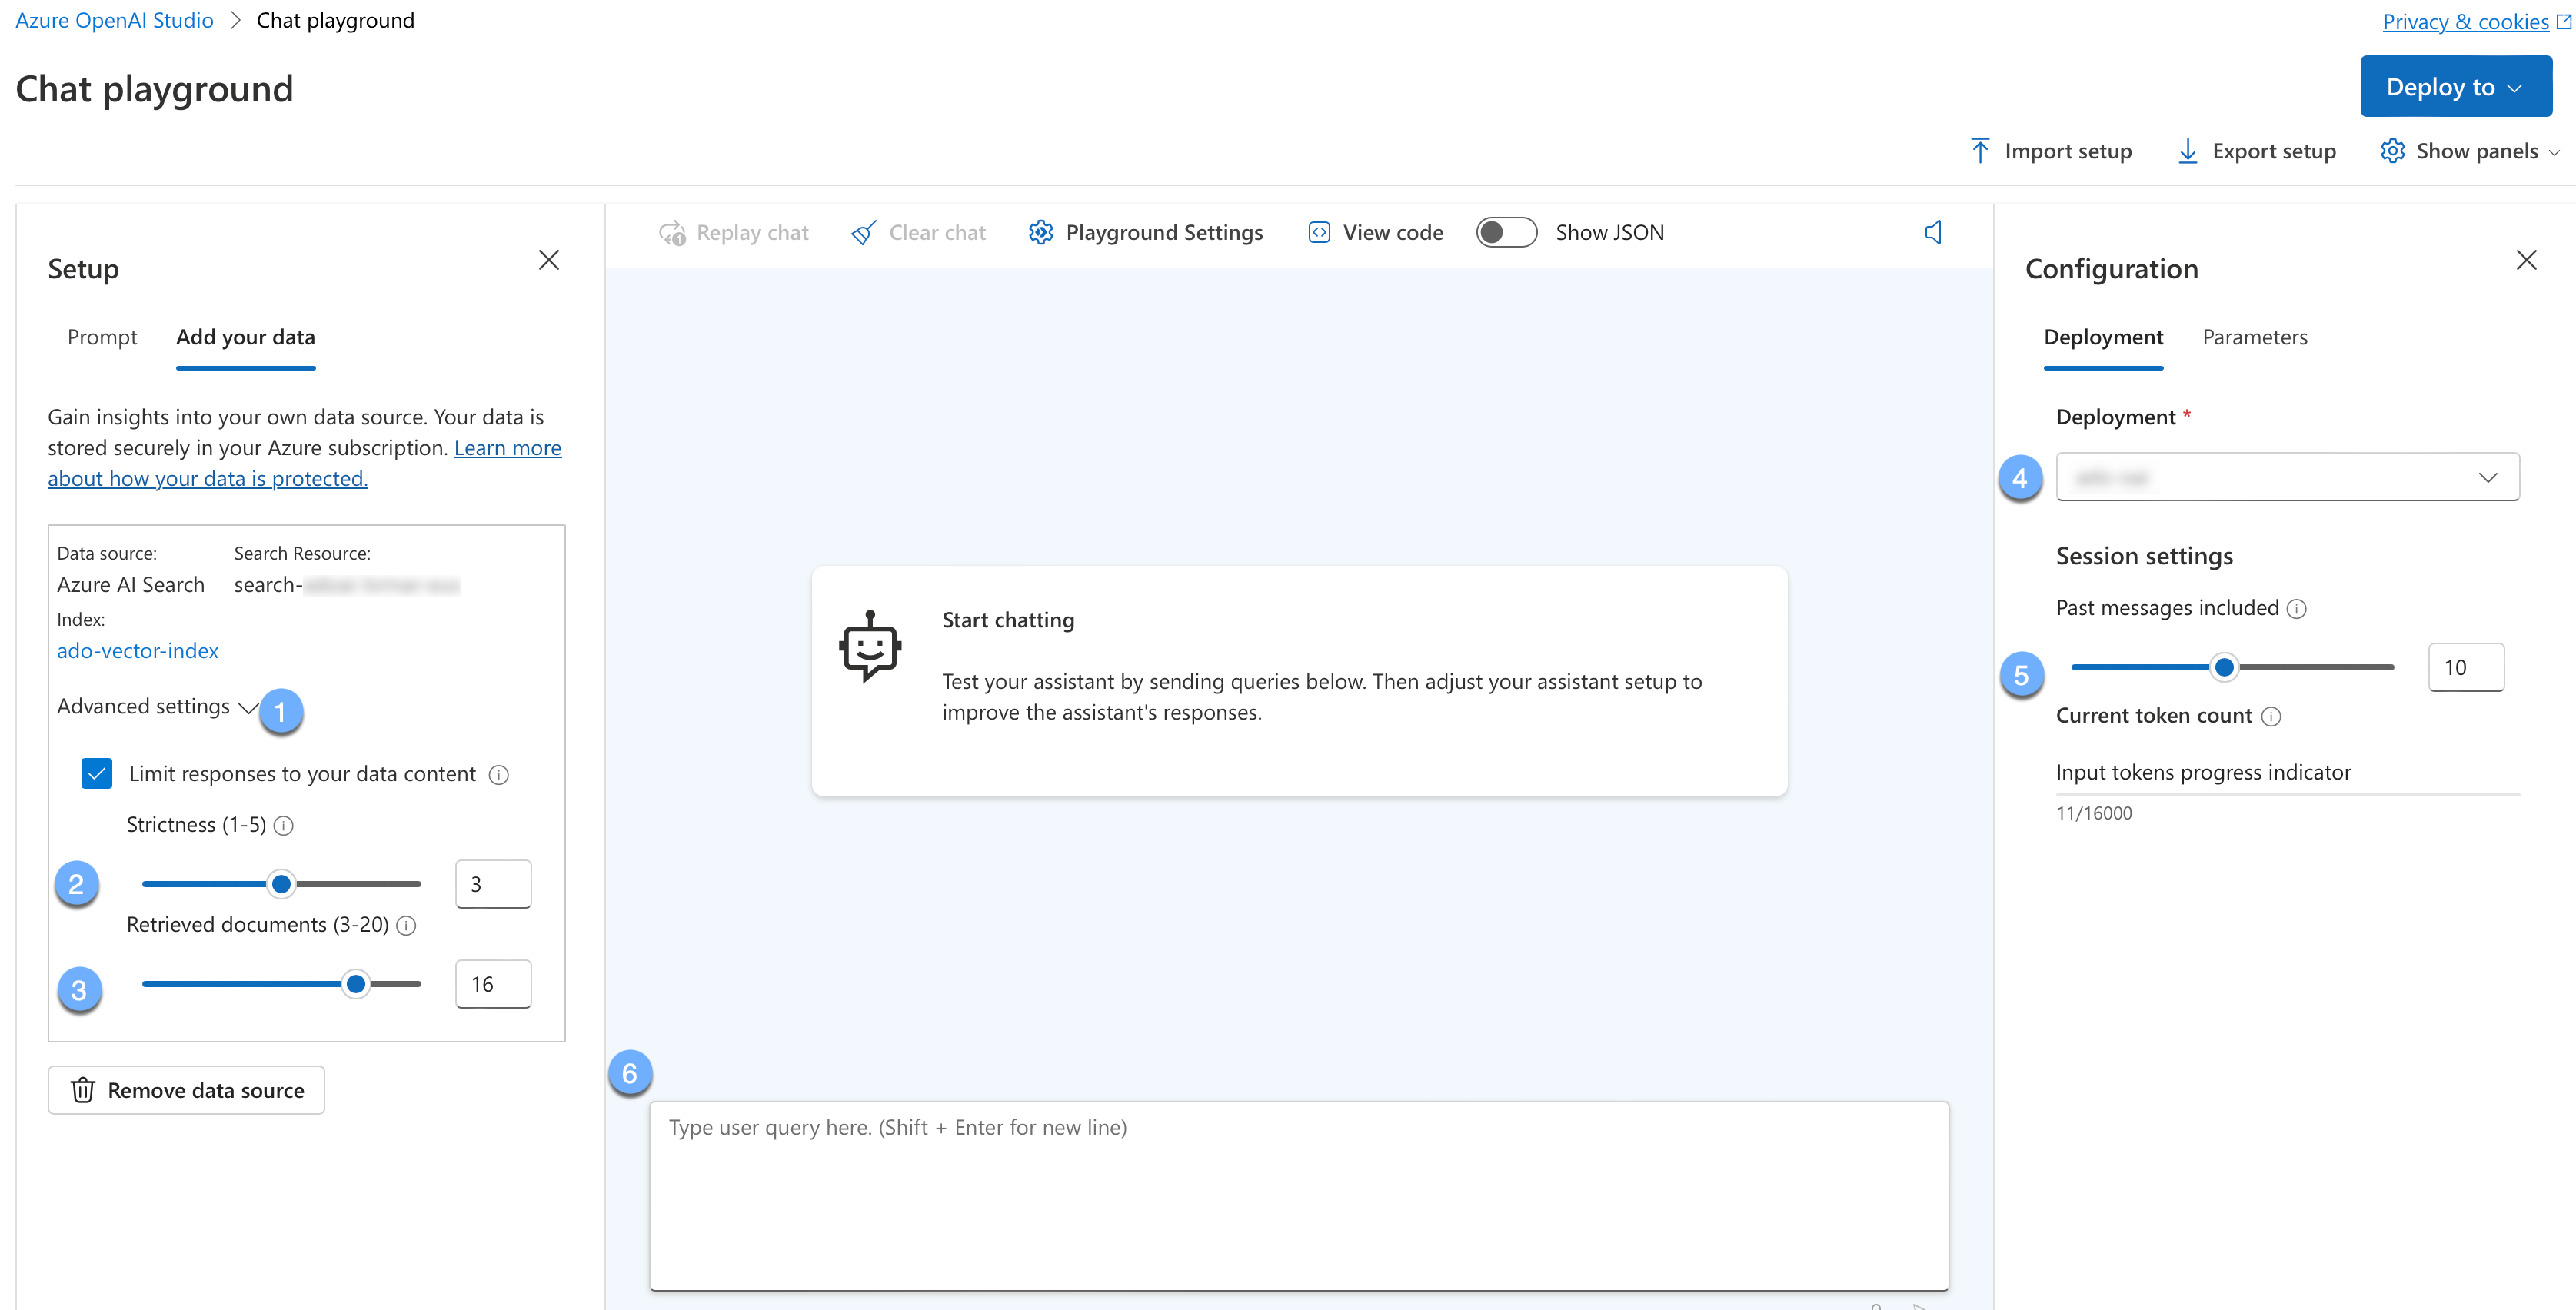 Azure OpenAI Studio > Chat playground
Privacy & cookies
Chat playground
Deploy to
Import setup
Export setup
Show panels
Setup
Prompt
Add your data
Gain insights into your own data source. Your data is
stored securely in your Azure subscription. Learn more
about how your data is protected.
Data source:
Search Resource:
Azure AI Search
search-
Index:
ado-vector-index
Advanced settings
1
Limit responses to your data content
Strictness (1-5)
2
3
Retrieved documents (3-20)
3
16
Remove data source
Replay chat
Clear chat
Playground Settings
View code
Show JSON
Start chatting
Test your assistant by sending queries below. Then adjust your assistant setup to
improve the assistant's responses.
6
Type user query here. (Shift + Enter for new line)
Configuration
Deployment
Parameters
Deployment *
4
Session settings
Past messages included
5
10
Current token count
Input tokens progress indicator
11/16000